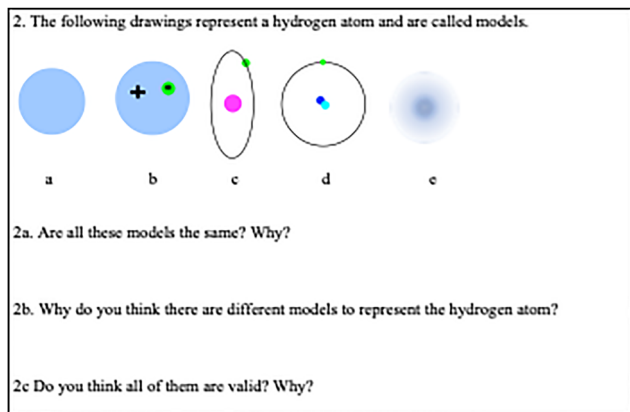 2. The following drawings represent a hydrogen atom and are called models.
a b c d e
2a. Are all these models the same? Why?
2b. Why do you think there are different models to represent the hydrogen atom?
2c Do you think all of them are valid? Why?